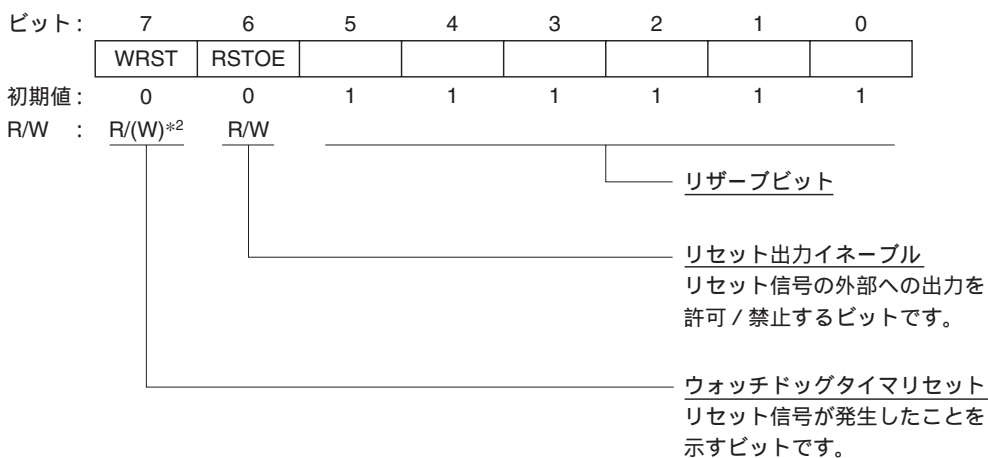 ビット : 7 6 5 4 3 2 1 0
WRST RSTOE
初期値 : 0 0 1 1 1 1 1 1
R/W : R/(W)*2 R/W
リザーブビット
リセット出力イネーブル
リセット信号の外部への出力を
許可 / 禁止するビットです。
ウォッチドッグタイマリセット
リセット信号が発生したことを
示すビットです。